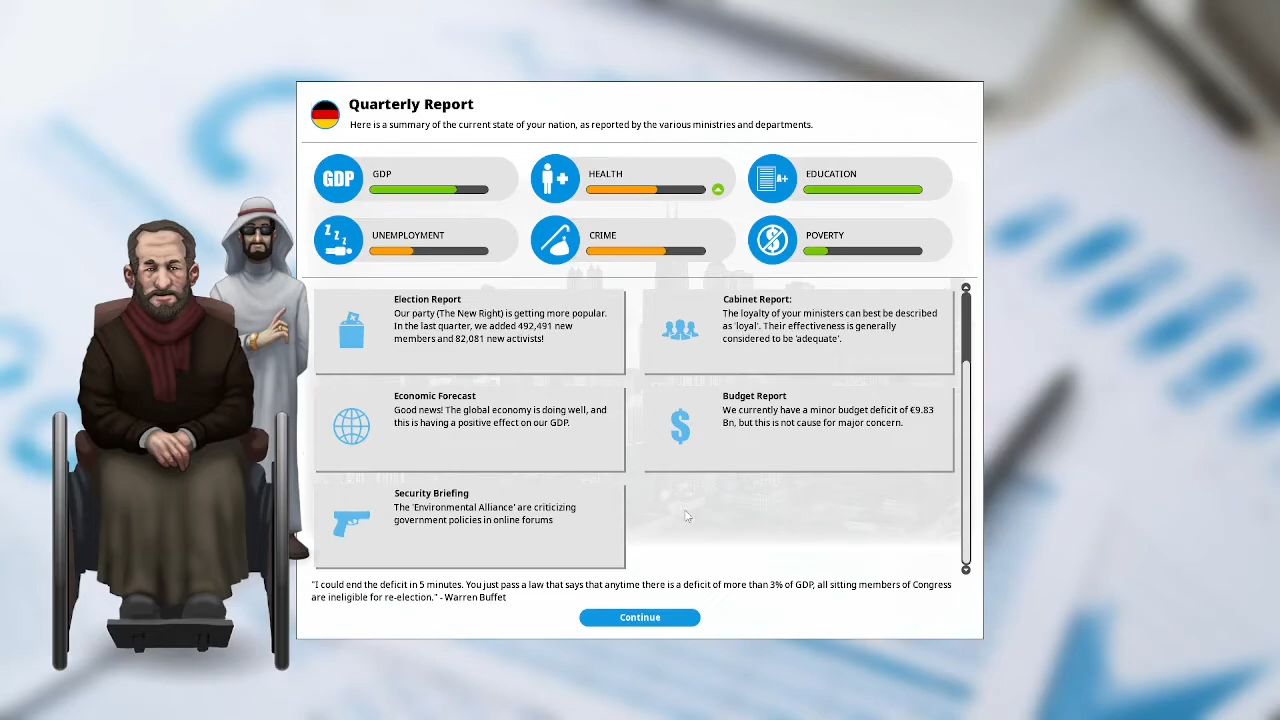 Quarterly Report
Here is a summary of the current state of your nation, as reported by the various ministries and departments.
GDP
GDP
HEALTH
A+
EDUCATION
Z Z Z
UNEMPLOYMENT
CRIME
$
POVERTY
Election Report
Our party (The New Right) is getting more popular.
In the last quarter, we added 492,491 new
members and 82,081 new activists!
Cabinet Report:
The loyalty of your ministers can best be described
as 'loyal'. Their effectiveness is generally
considered to be 'adequate'.
Economic Forecast
Good news! The global economy is doing well, and
this is having a positive effect on our GDP.
$
Budget Report
We currently have a minor budget deficit of €9.83
Bn, but this is not cause for major concern.
Security Briefing
The 'Environmental Alliance' are criticizing
government policies in online forums
"I could end the deficit in 5 minutes. You just pass a law that says that anytime there is a deficit of more than 3% of GDP, all sitting members of Congress
are ineligible for re-election." - Warren Buffet
Continue